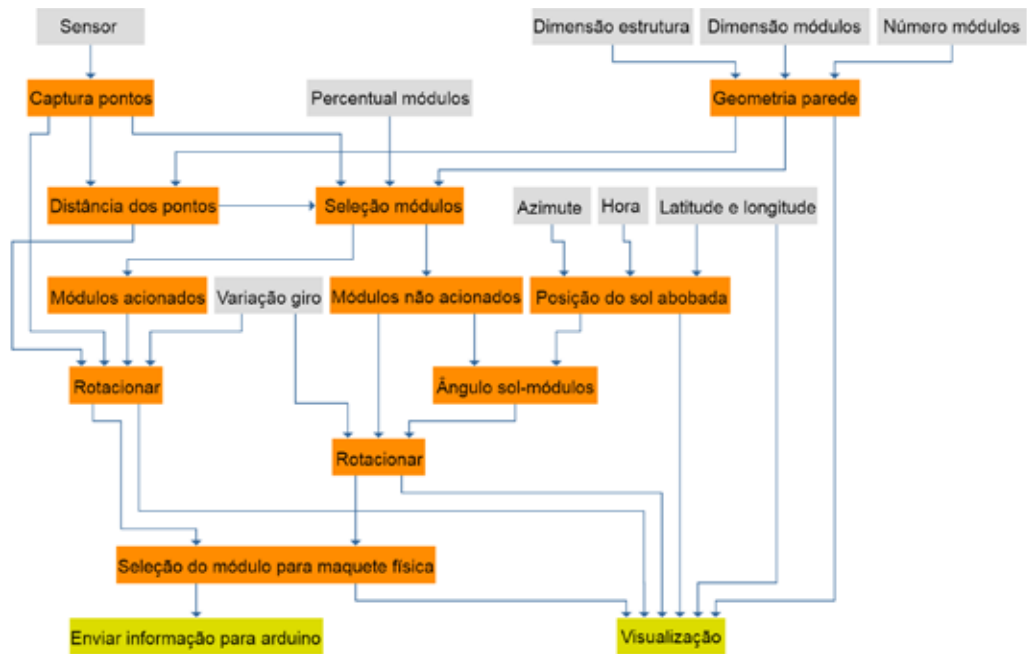 Sensor
Dimensão estrutura
Dimensão módulos
Número módulos
Captura pontos
Percentual módulos
Geometria parede
Distância dos pontos
Seleção módulos
Azimute
Hora
Latitude e longitude
Módulos acionados
Variação giro
Módulos não acionados
Posição do sol abobada
Rotacionar
Ângulo sol-módulos
Rotacionar
Seleção do módulo para maquete física
Enviar informação para arduino
Visualização